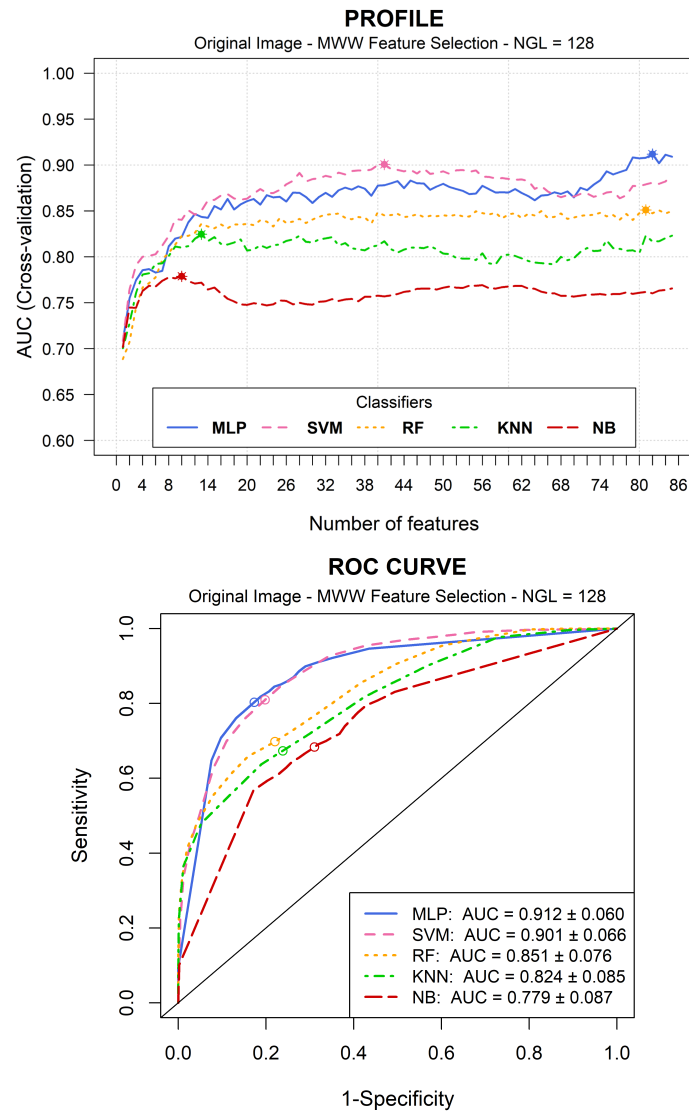 PROFILE
Original Image - MWW Feature Selection - NGL = 128
1.00
0.95
0.90
0.85
0.80
0.75
0.70
0.65
0.60
AUC (Cross-validation)
Classifiers
MLP SVM RF KNN NB
0 4 8 14 20 26 32 38 44 50 56 62 68 74 80 86
Number of features
ROC CURVE
Original Image - MWW Feature Selection - NGL = 128
1.0
0.8
0.6
0.4
0.2
0.0
Sensitivity
MLP: AUC = 0.912 ± 0.060
SVM: AUC = 0.901 ± 0.066
RF: AUC = 0.851 ± 0.076
KNN: AUC = 0.824 ± 0.085
NB: AUC = 0.779 ± 0.087
0.0 0.2 0.4 0.6 0.8 1.0
1-Specificity